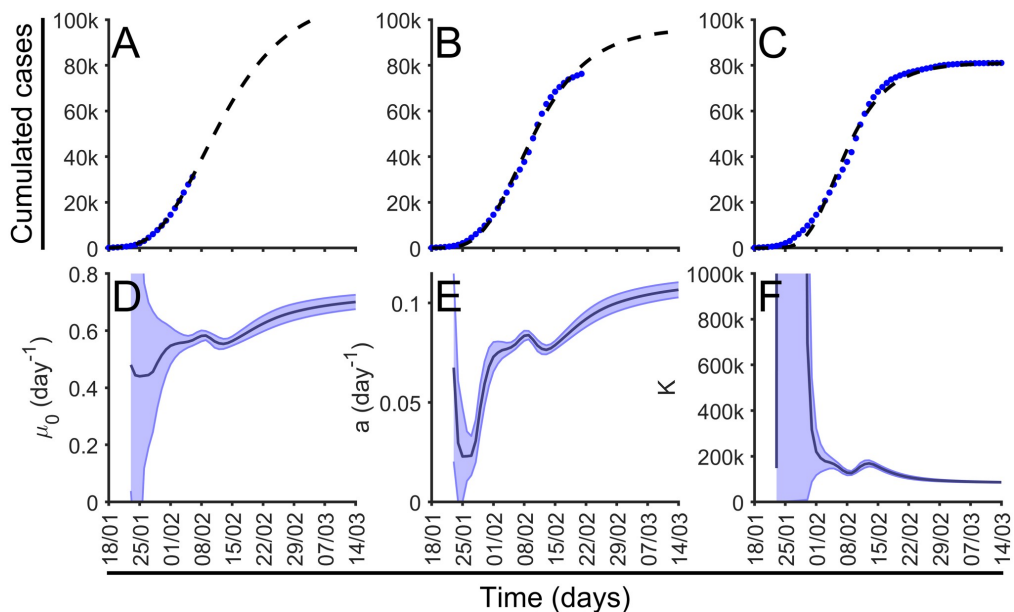 Cumulated cases
A
100k
80k
60k
40k
20k
0
B
100k
80k
60k
40k
20k
0
C
100k
80k
60k
40k
20k
0
D
0.8
0.6
0.4
0.2
0
μ0 (day-1)
E
0.1
0.05
0
a (day-1)
F
1000k
800k
600k
400k
200k
0
K
18/01 25/01 01/02 08/02 15/02 22/02 29/02 07/03 14/03
18/01 25/01 01/02 08/02 15/02 22/02 29/02 07/03 14/03
18/01 25/01 01/02 08/02 15/02 22/02 29/02 07/03 14/03
Time (days)